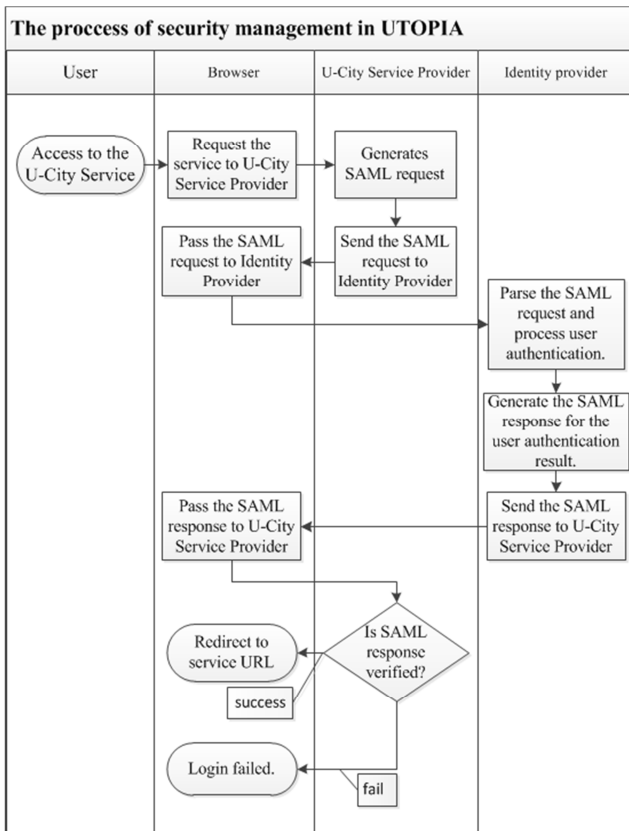 The proccess of security management in UTOPIA
User
Browser
U-City Service Provider
Identity provider
Access to the
U-City Service
Request the
service to U-City
Service Provider
Generates
SAML request
Pass the SAML
request to Identity
Provider
Send the SAML
request to
Identity Provider
Parse the SAML
request and
process user
authentication.
Generate the SAML
response for the
user authentication
result.
Pass the SAML
response to U-City
Service Provider
Send the SAML
response to U-City
Service Provider
Is SAML
response
verified?
Redirect to
service URL
success
Login failed.
fail